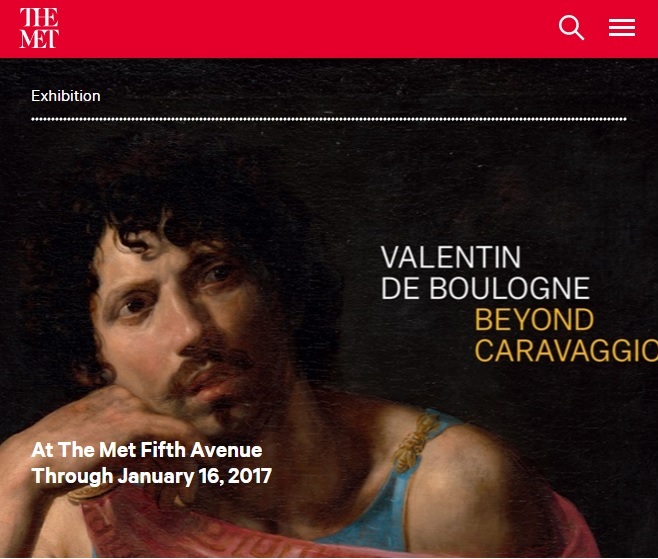 THE
MET
Exhibition
VALENTIN
DE BOULOGNE
BEYOND
CARAVAGGIO
At The Met Fifth Avenue
Through January 16, 2017